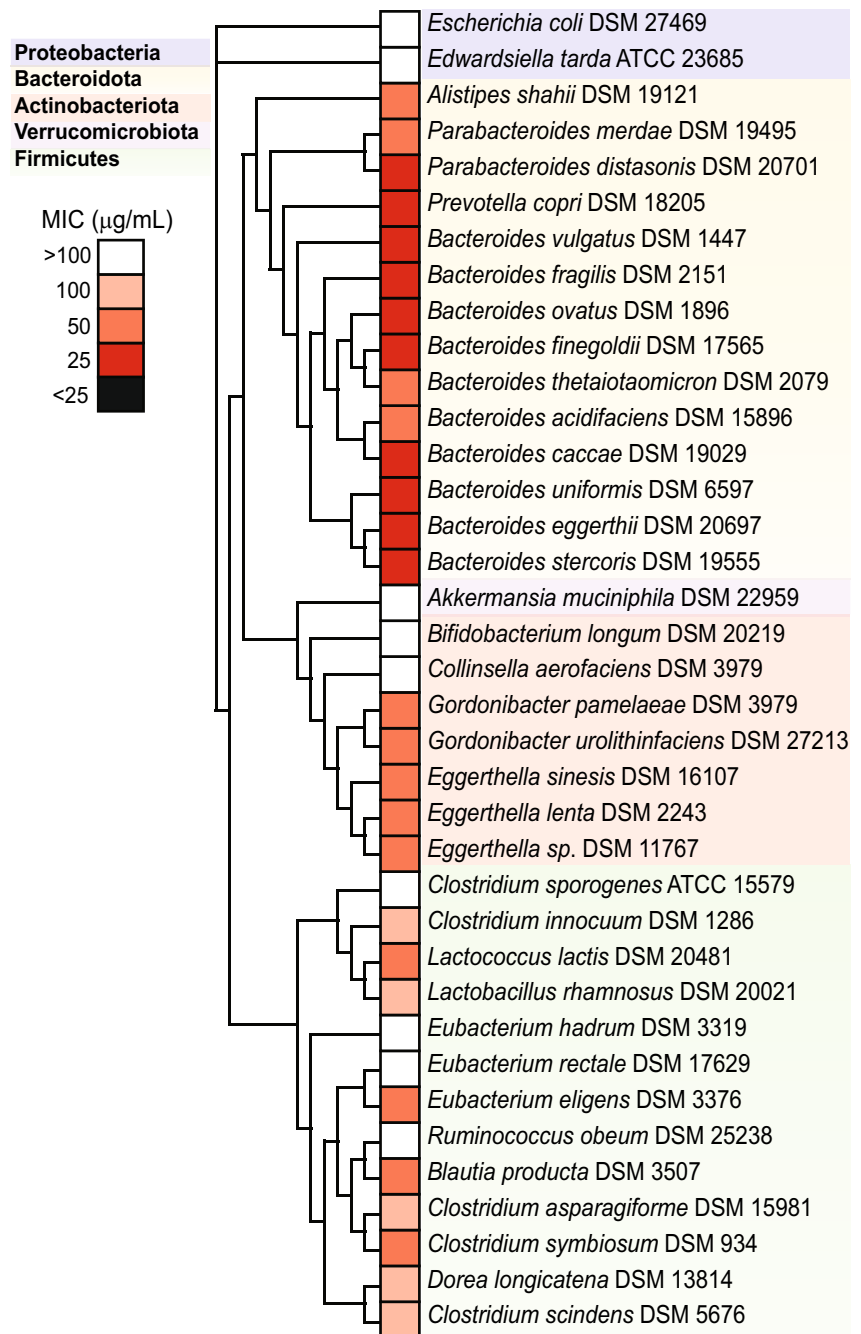 Proteobacteria
Bacteroidota
Actinobacteriota
Verrucomicrobiota
Firmicutes
MIC (μg/mL)
>100
100
50
25
<25
Escherichia coli DSM 27469
Edwardsiella tarda ATCC 23685
Alistipes shahii DSM 19121
Parabacteroides merdae DSM 19495
Parabacteroides distasonis DSM 20701
Prevotella copri DSM 18205
Bacteroides vulgatus DSM 1447
Bacteroides fragilis DSM 2151
Bacteroides ovatus DSM 1896
Bacteroides finegoldii DSM 17565
Bacteroides thetaiotaomicron DSM 2079
Bacteroides acidifaciens DSM 15896
Bacteroides caccae DSM 19029
Bacteroides uniformis DSM 6597
Bacteroides eggerthii DSM 20697
Bacteroides stercoris DSM 19555
Akkermansia muciniphila DSM 22959
Bifidobacterium longum DSM 20219
Collinsella aerofaciens DSM 3979
Gordonibacter pamelaeae DSM 3979
Gordonibacter urolithinfaciens DSM 27213
Eggerthella sinesis DSM 16107
Eggerthella lenta DSM 2243
Eggerthella sp. DSM 11767
Clostridium sporogenes ATCC 15579
Clostridium innocuum DSM 1286
Lactococcus lactis DSM 20481
Lactobacillus rhamnosus DSM 20021
Eubacterium hadrum DSM 3319
Eubacterium rectale DSM 17629
Eubacterium eligens DSM 3376
Ruminococcus obeum DSM 25238
Blautia producta DSM 3507
Clostridium asparagiforme DSM 15981
Clostridium symbiosum DSM 934
Dorea longicatena DSM 13814
Clostridium scindens DSM 5676